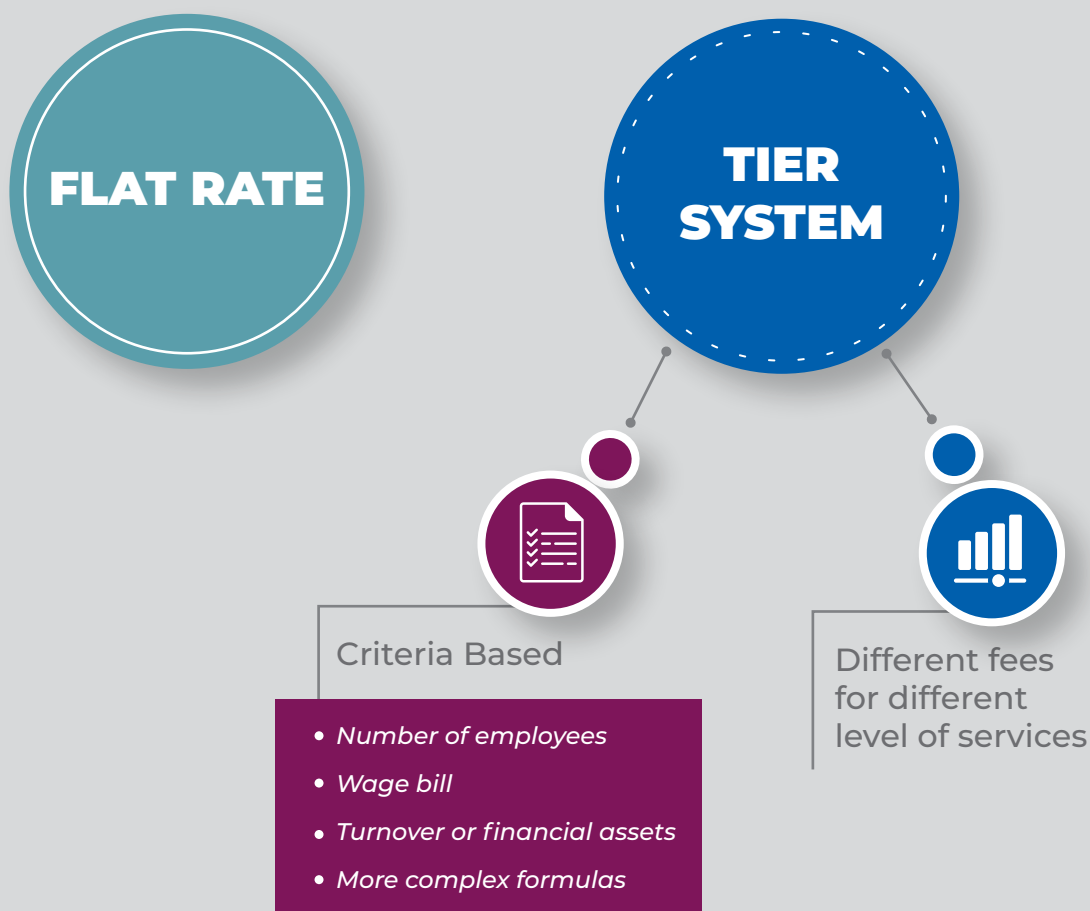 FLAT RATE
TIER
SYSTEM
Criteria Based
• Number of employees
• Wage bill
• Turnover or financial assets
• More complex formulas
Different fees
for different
level of services